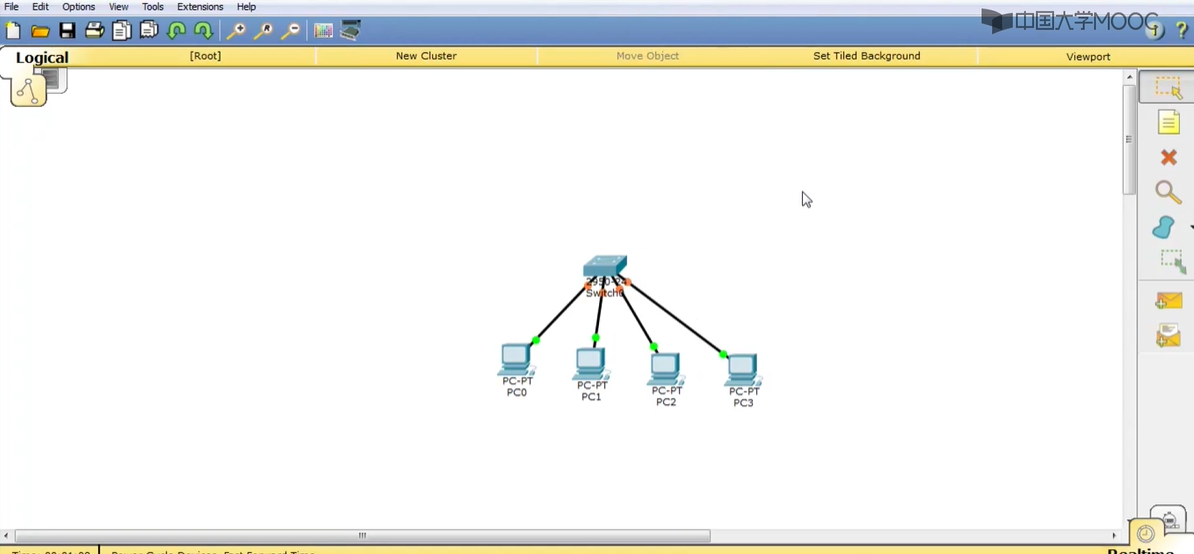 File Edit Options View Tools Extensions Help
中国大学MOOC
Logical [Root] New Cluster Move Object Set Tiled Background Viewport
2950-24
Switch0
PC-PT
PC0
PC-PT
PC1
PC-PT
PC2
PC-PT
PC3
Realtime